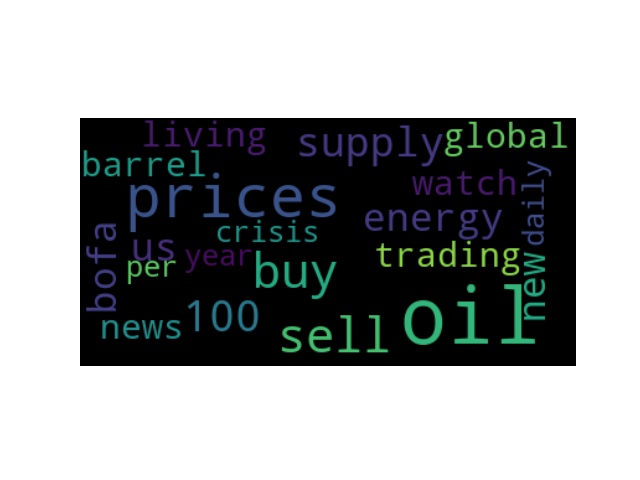 living
supply
global
barrel
prices
watch
daily
energy
bofa
us
crisis
year
per
buy
trading
new
news
100
sell
oil